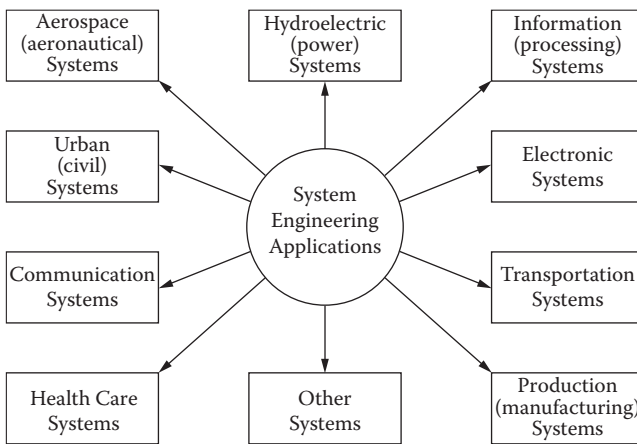 Aerospace
(aeronautical)
Systems
Hydroelectric
(power)
Systems
Information
(processing)
Systems
Urban
(civil)
Systems
System
Engineering
Applications
Electronic
Systems
Communication
Systems
Transportation
Systems
Health Care
Systems
Other
Systems
Production
(manufacturing)
Systems